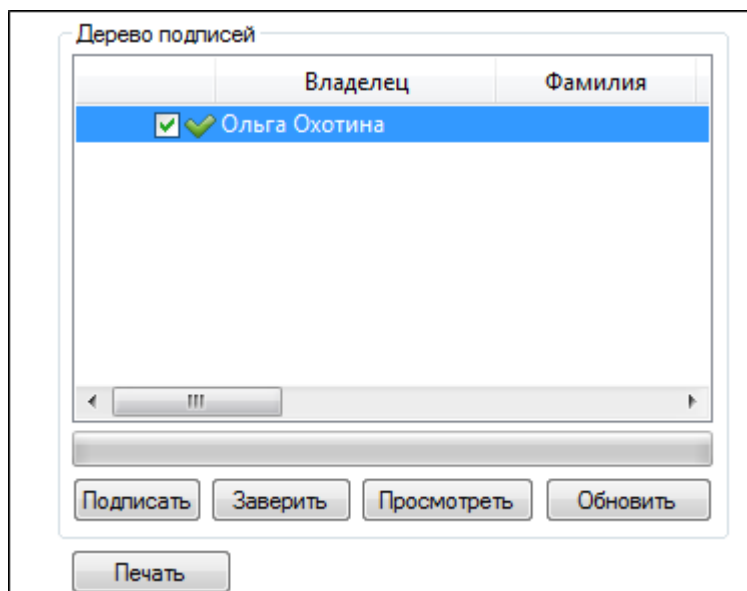 Дерево подписей
Владелец Фамилия
Ольга Охотина
Подписать Заверить Просмотреть Обновить
Печать